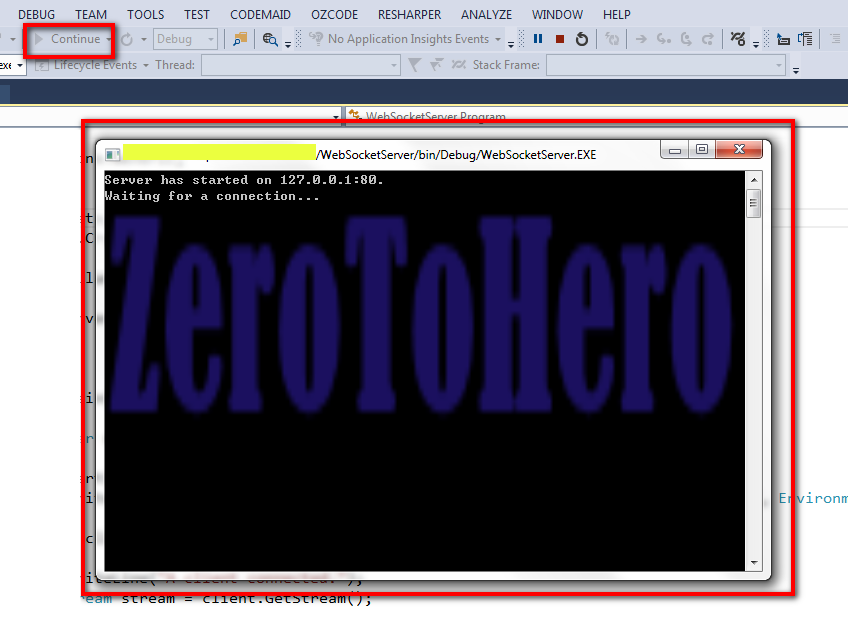 DEBUG TEAM TOOLS TEST CODEMAID OZCODE RESHARPER ANALYZE WINDOW HELP
Continue Debug No Application Insights Events
Lifecycle Events Thread: Stack Frame:
WebSocketServer.Program
/WebSocketServer/bin/Debug/WebSocketServer.EXE
Server has started on 127.0.0.1:80.
Waiting for a connection...
ZeroToHero
Environm
iteLine("A client connected.");
eam stream = client.GetStream();